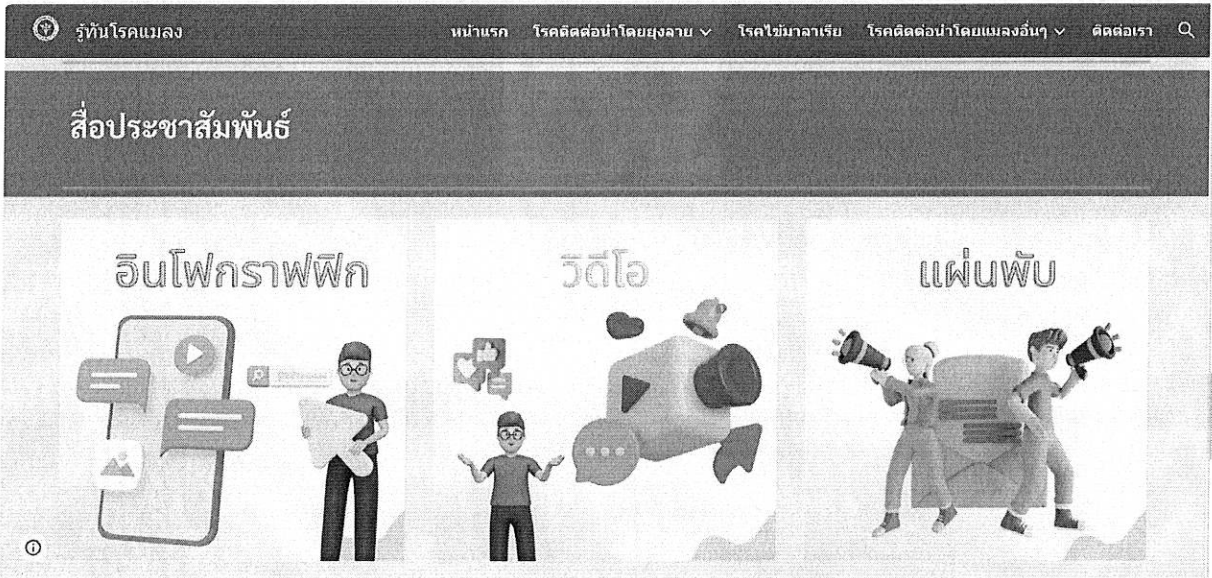 รู้ทันโรคแมลง
หน้าแรก โรคติดต่อนำโดยยุงลาย โรคไข้มาลาเรีย โรคติดต่อนำโดยแมลงอื่นๆ ติดต่อเรา
สื่อประชาสัมพันธ์
อินโฟกราฟฟิก วิดีโอ แผ่นพับ